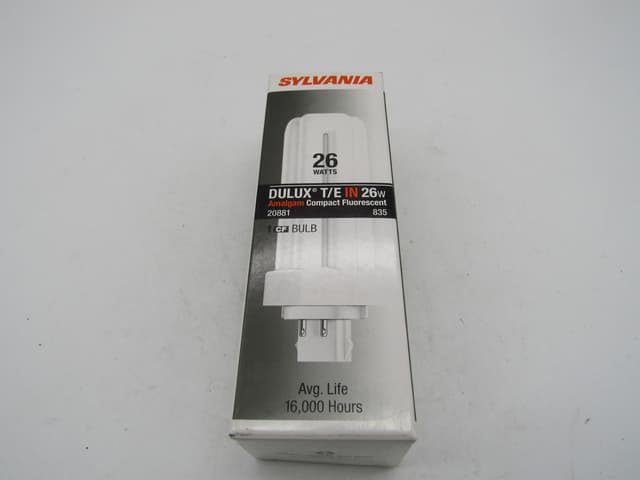 SYLVANIA
26
WATTS
DULUX® T/E IN 26W
Amalgam Compact Fluorescent
20881 835
1 CF BULB
Avg. Life
16,000 Hours